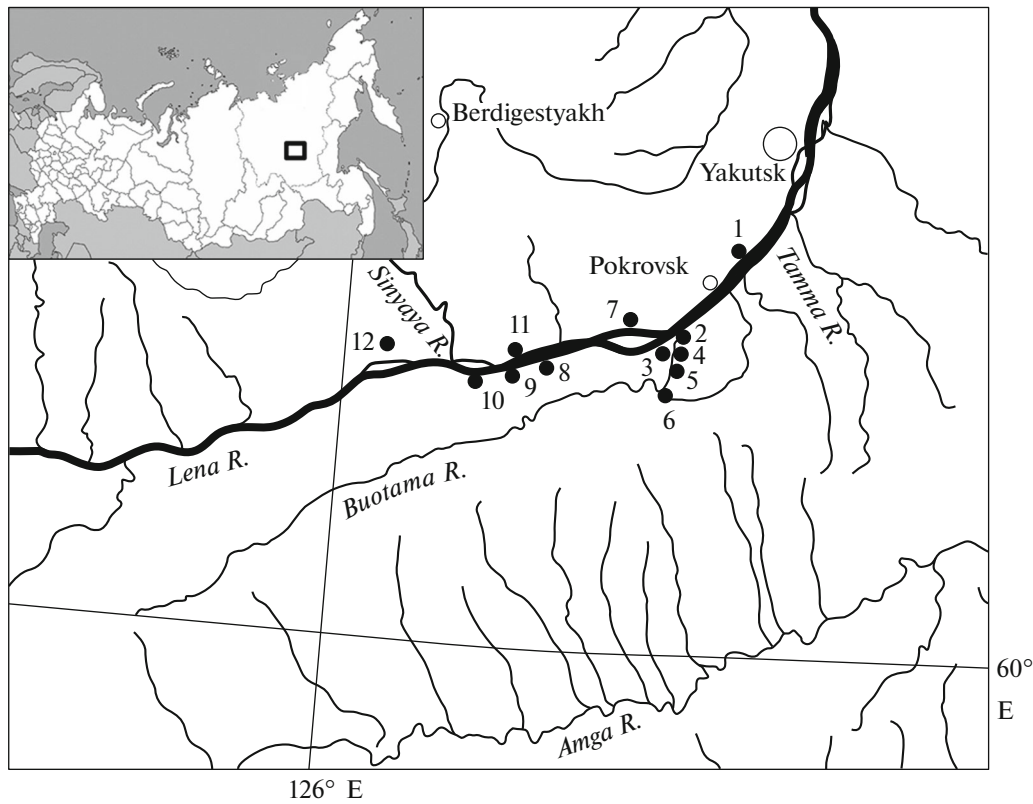 Berdigestyakh
Yakutsk
1
Pokrovsk
Tamma R.
Sinyaya R.
7
2
11
12
3
4
8
5
9
10
6
Lena R.
Buotama R.
60°
E
Amga R.
126° E